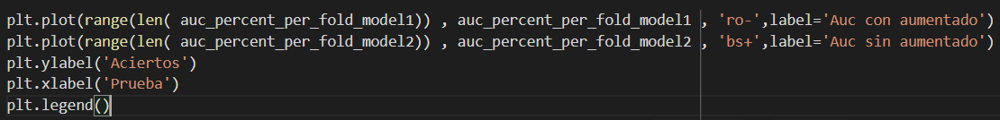 plt.plot(range(len( auc_percent_per_fold_model1)) , auc_percent_per_fold_model1 , 'ro-',label='Auc con aumentado')
plt.plot(range(len( auc_percent_per_fold_model2)) , auc_percent_per_fold_model2 , 'bs+',label='Auc sin aumentado')
plt.ylabel('Aciertos')
plt.xlabel('Prueba')
plt.legend()